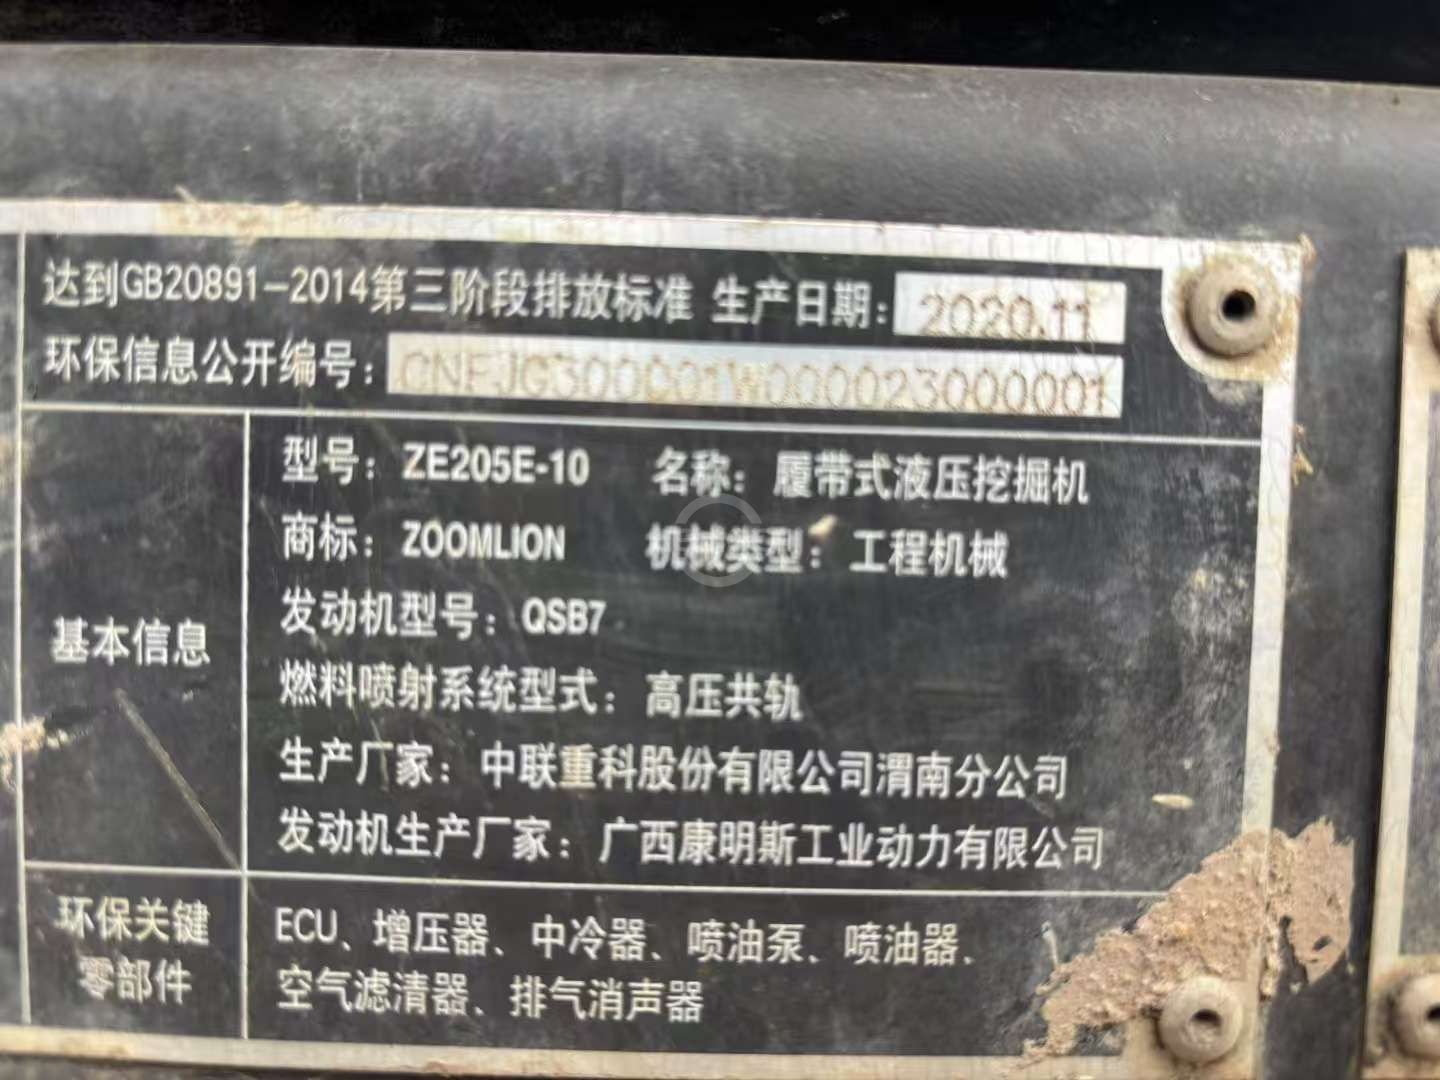 达到GB20891-2014第三阶段排放标准 生产日期: 2020.11
环保信息公开编号: CNFJG300001W000023000001
基本信息
型号: ZE205E-10 名称: 履带式液压挖掘机
商标: ZOOMLION 机械类型: 工程机械
发动机型号: QSB7
燃料喷射系统型式: 高压共轨
生产厂家: 中联重科股份有限公司渭南分公司
发动机生产厂家: 广西康明斯工业动力有限公司
环保关键
零部件
ECU、增压器、中冷器、喷油泵、喷油器、
空气滤清器、排气消声器